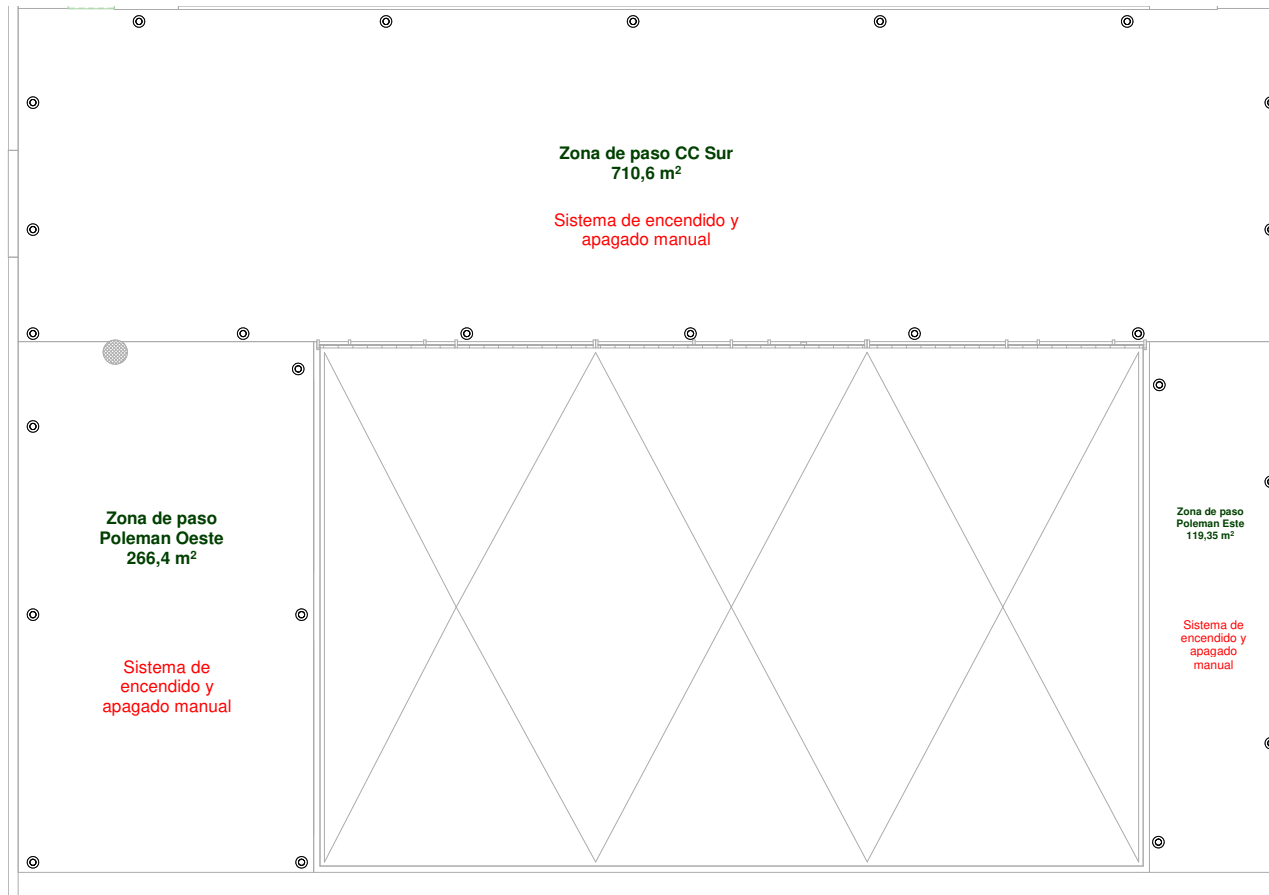 Zona de paso CC Sur
710,6 m²
Sistema de encendido y
apagado manual
Zona de paso
Poleman Oeste
266,4 m²
Sistema de
encendido y
apagado manual
Zona de paso
Poleman Este
119,35 m²
Sistema de
encendido y
apagado
manual